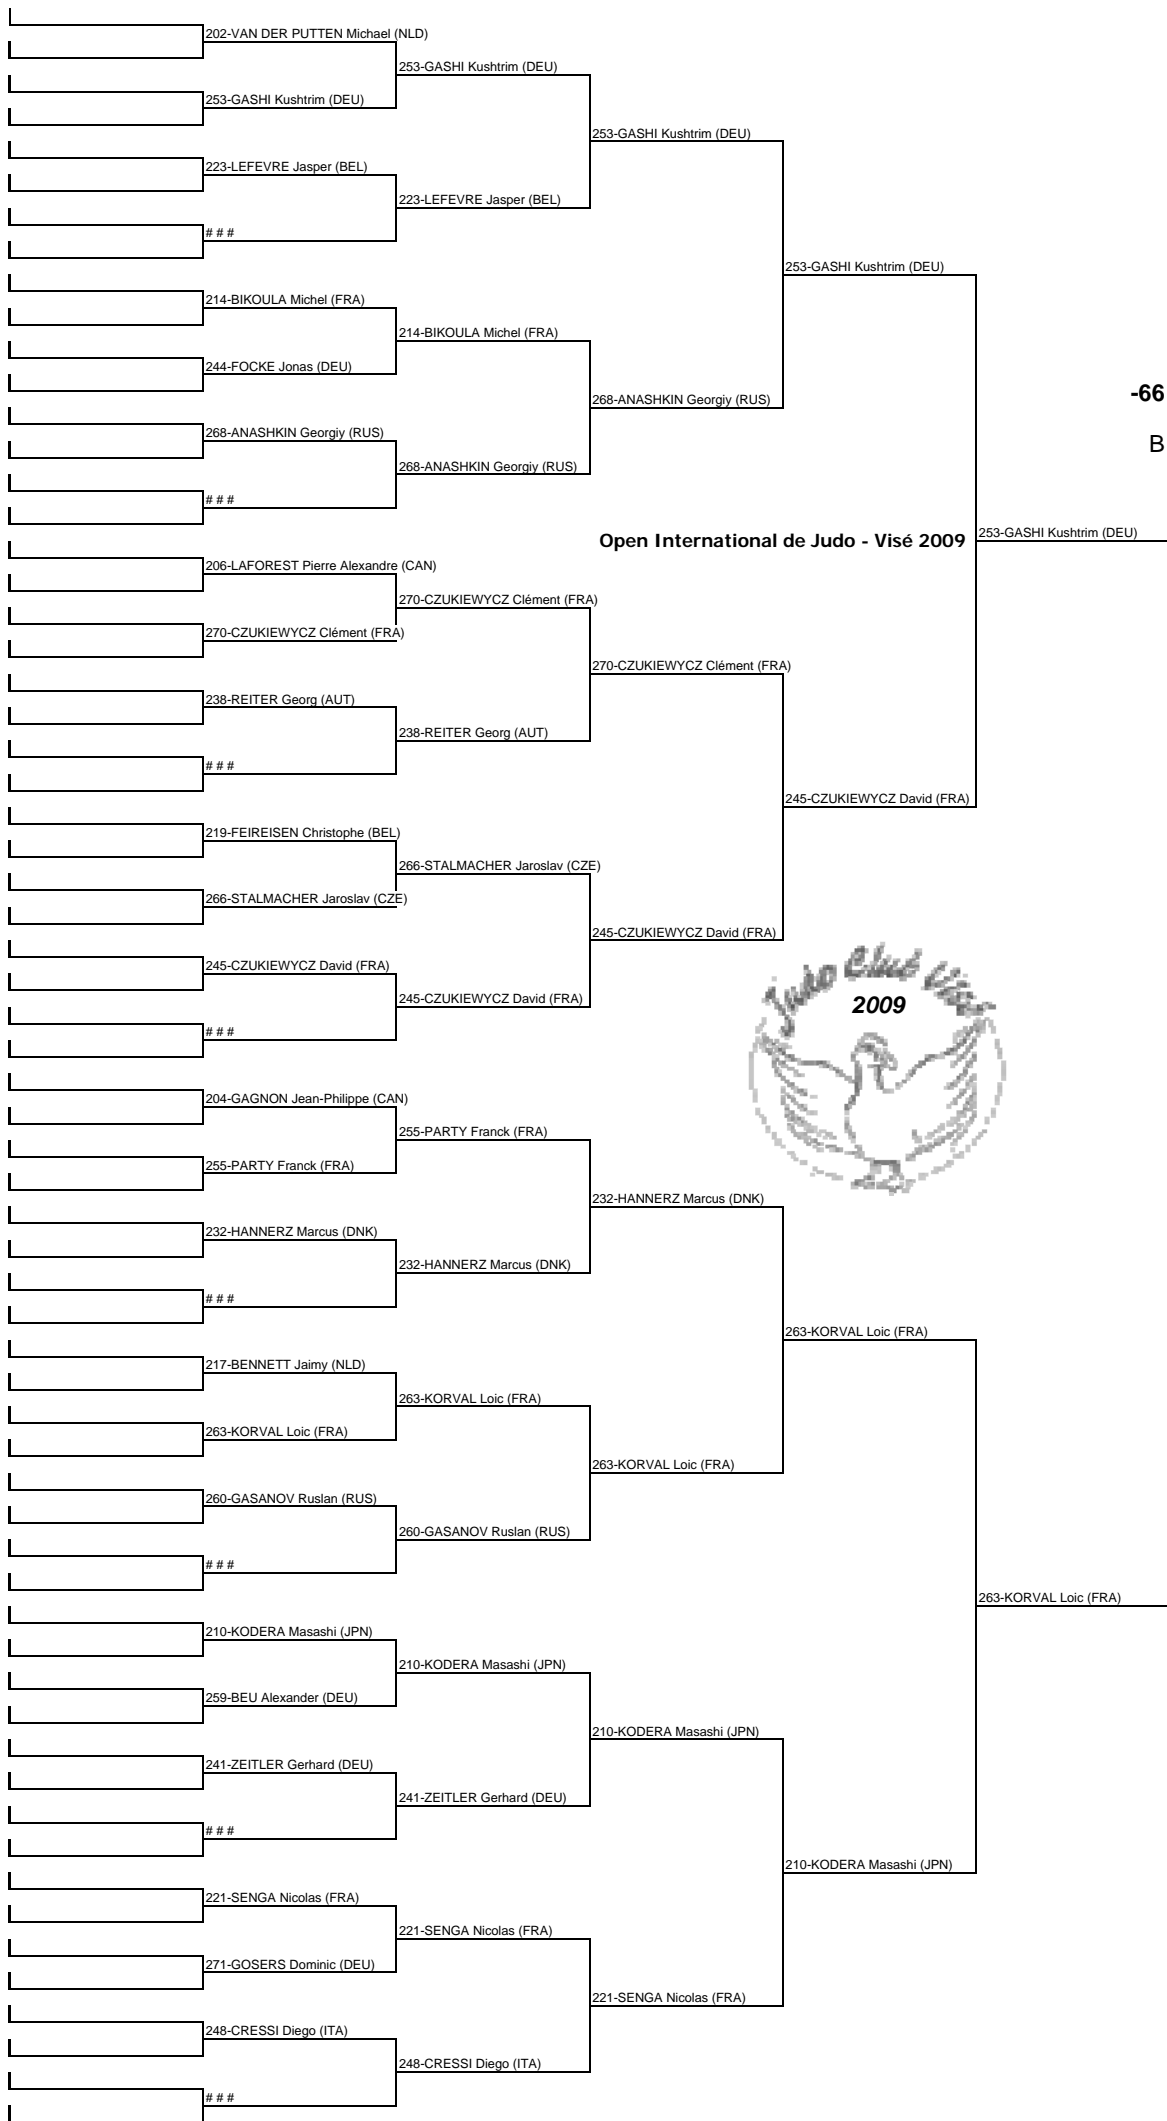 202-VAN DER PUTTEN Michael (NLD)
253-GASHI Kushtrim (DEU)
253-GASHI Kushtrim (DEU)
253-GASHI Kushtrim (DEU)
223-LEFEVRE Jasper (BEL)
223-LEFEVRE Jasper (BEL)
# # #
253-GASHI Kushtrim (DEU)
214-BIKOULA Michel (FRA)
214-BIKOULA Michel (FRA)
244-FOCKE Jonas (DEU)
-66
268-ANASHKIN Georgiy (RUS)
268-ANASHKIN Georgiy (RUS)
B
268-ANASHKIN Georgiy (RUS)
# # #
Open International de Judo - Visé 2009
253-GASHI Kushtrim (DEU)
206-LAFOREST Pierre Alexandre (CAN)
270-CZUKIEWYCZ Clément (FRA)
270-CZUKIEWYCZ Clément (FRA)
270-CZUKIEWYCZ Clément (FRA)
238-REITER Georg (AUT)
238-REITER Georg (AUT)
# # #
245-CZUKIEWYCZ David (FRA)
219-FEIREISEN Christophe (BEL)
266-STALMACHER Jaroslav (CZE)
266-STALMACHER Jaroslav (CZE)
245-CZUKIEWYCZ David (FRA)
245-CZUKIEWYCZ David (FRA)
245-CZUKIEWYCZ David (FRA)
# # #
Judo Club Visé
2009
204-GAGNON Jean-Philippe (CAN)
255-PARTY Franck (FRA)
255-PARTY Franck (FRA)
232-HANNERZ Marcus (DNK)
232-HANNERZ Marcus (DNK)
232-HANNERZ Marcus (DNK)
# # #
263-KORVAL Loic (FRA)
217-BENNETT Jaimy (NLD)
263-KORVAL Loic (FRA)
263-KORVAL Loic (FRA)
263-KORVAL Loic (FRA)
260-GASANOV Ruslan (RUS)
260-GASANOV Ruslan (RUS)
# # #
263-KORVAL Loic (FRA)
210-KODERA Masashi (JPN)
210-KODERA Masashi (JPN)
259-BEU Alexander (DEU)
210-KODERA Masashi (JPN)
241-ZEITLER Gerhard (DEU)
241-ZEITLER Gerhard (DEU)
# # #
210-KODERA Masashi (JPN)
221-SENGA Nicolas (FRA)
221-SENGA Nicolas (FRA)
271-GOSERS Dominic (DEU)
221-SENGA Nicolas (FRA)
248-CRESSI Diego (ITA)
248-CRESSI Diego (ITA)
# # #